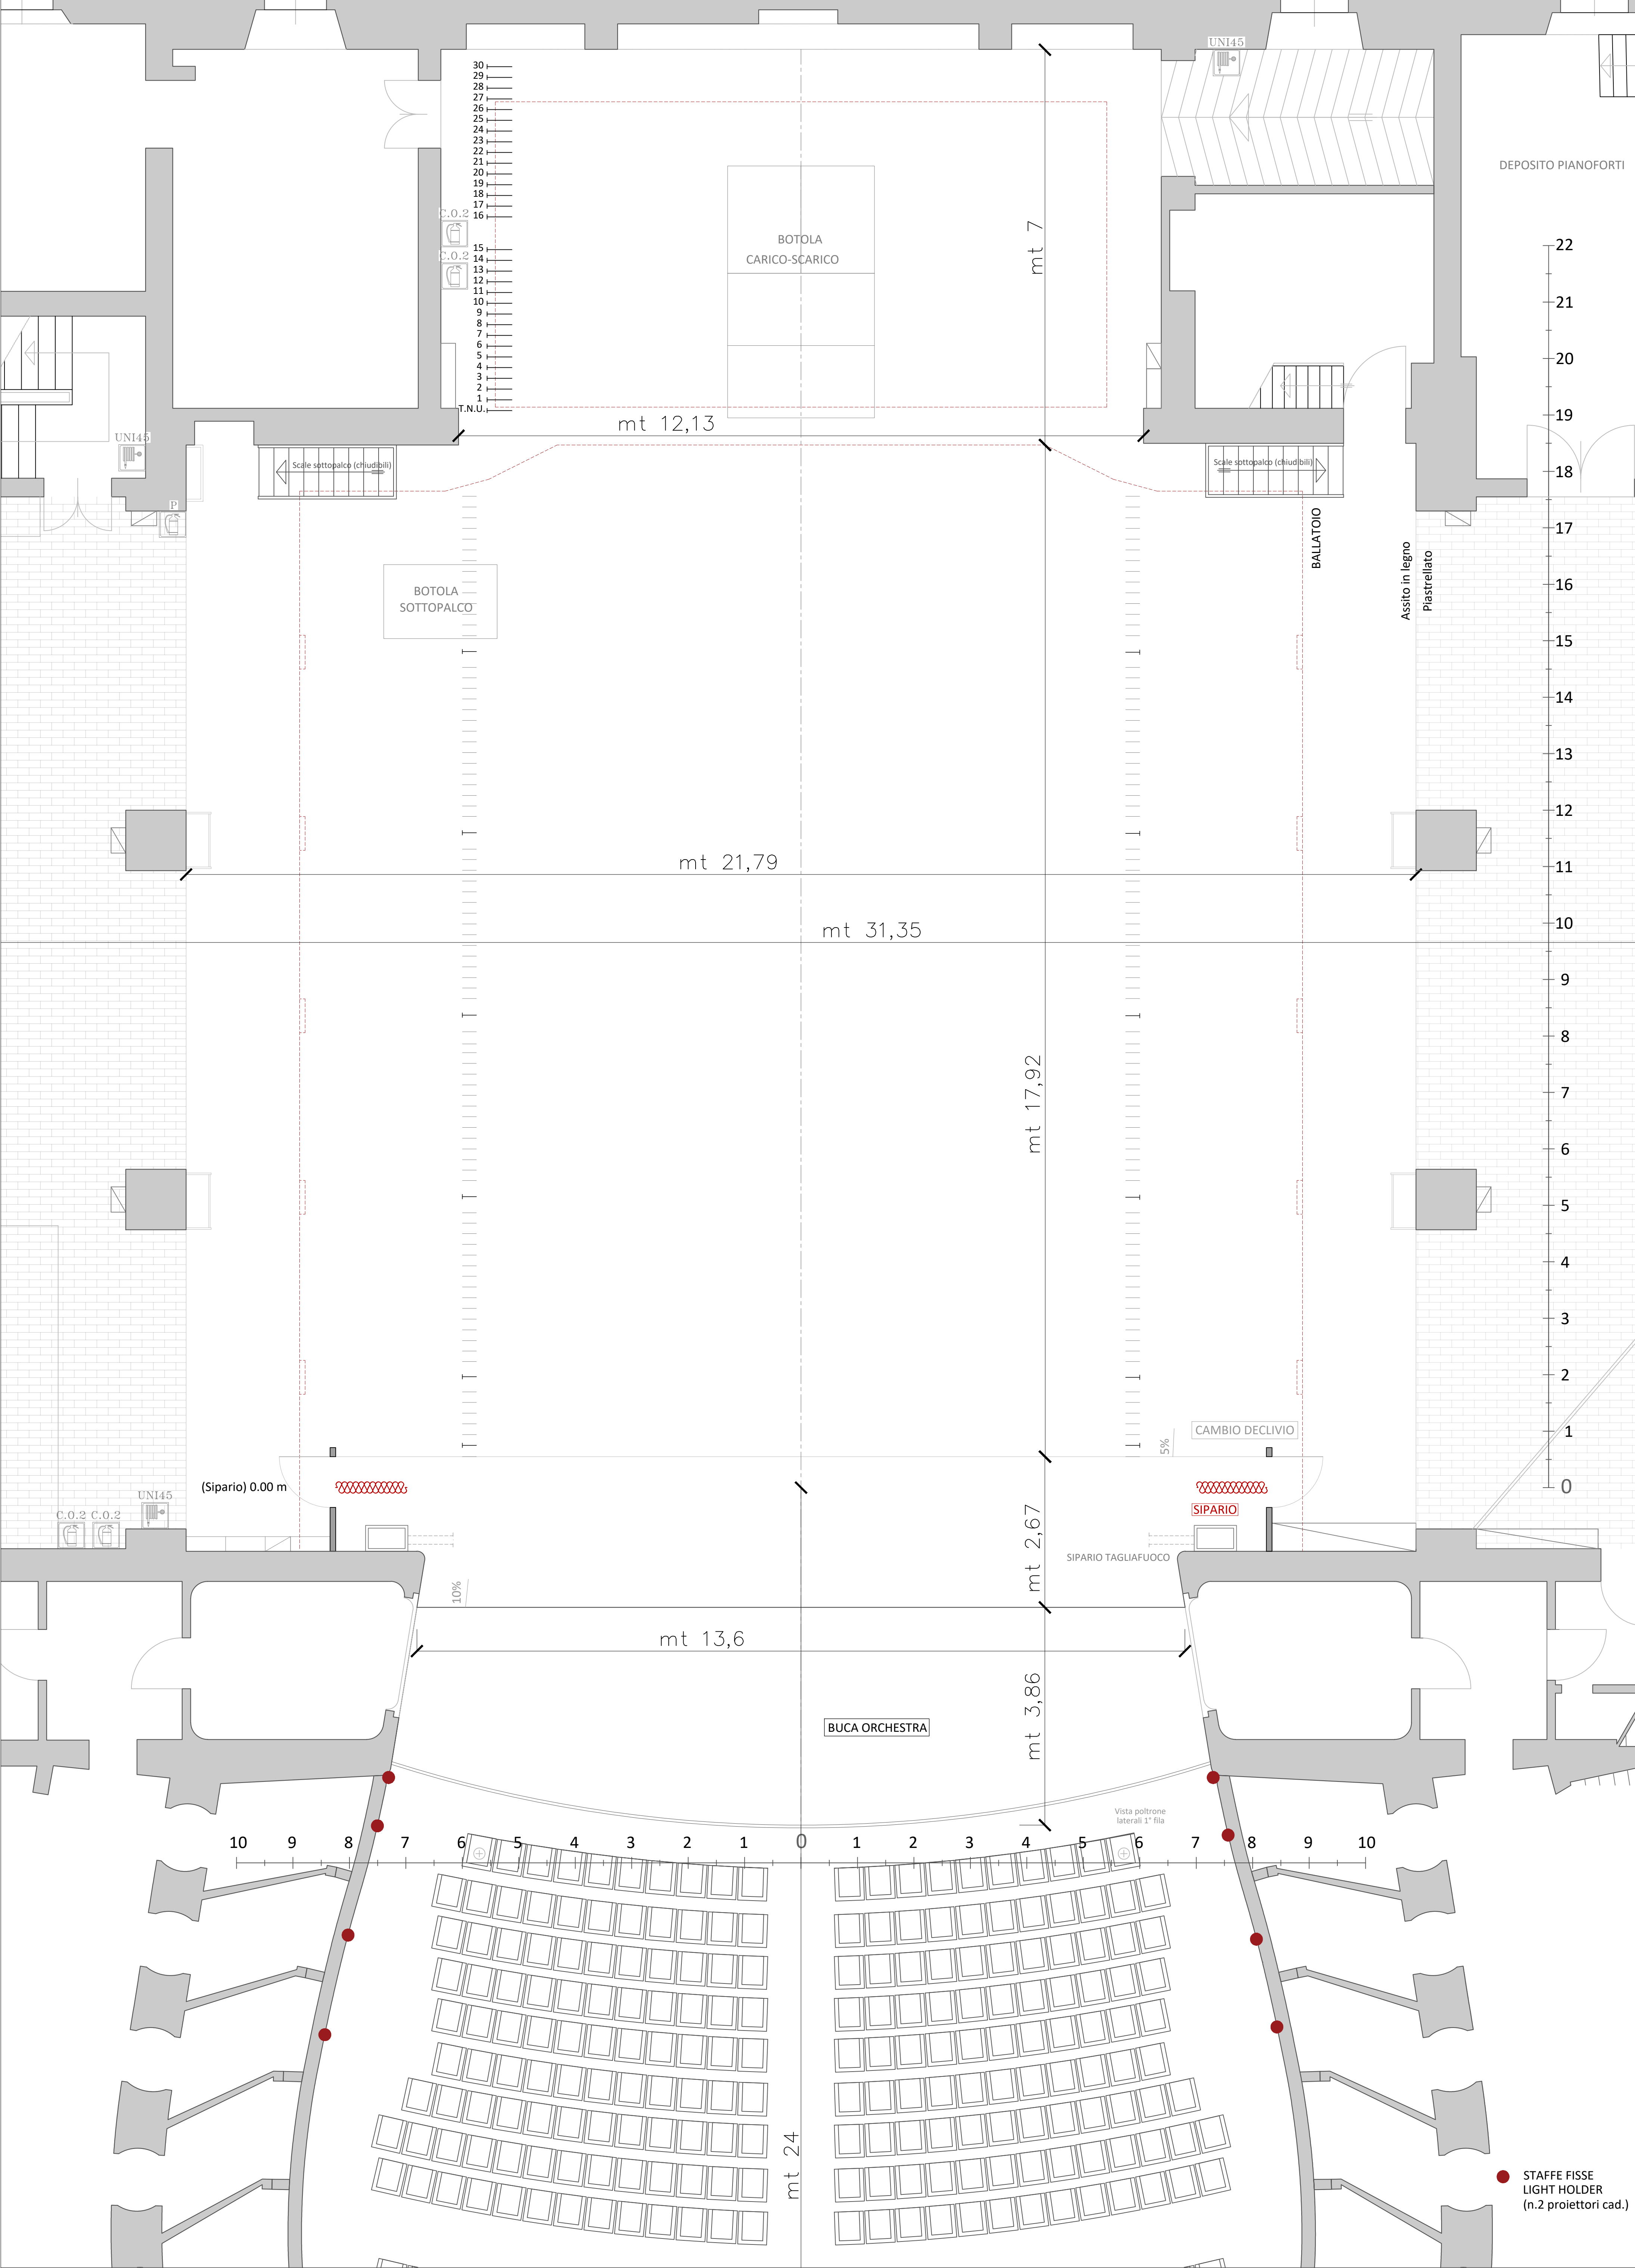 UNI45
30
29
28
27
26
25
24
23
22
21
20
19
18
17
16
15
14
13
12
11
10
9
8
7
6
5
4
3
2
1
T.N.U.
C.O.2
C.O.2
BOTOLA
CARICO-SCARICO
mt 7
DEPOSITO PIANOFORTI
mt 12,13
UNI45
Scale sottopalco (chiudibili)
Scale sottopalco (chiudibili)
P
BALLATOIO
Assito in legno
Piastrellato
BOTOLA
SOTTOPALCO
22
21
20
19
18
17
16
15
14
13
12
11
10
9
8
7
6
5
4
3
2
1
0
mt 21,79
mt 31,35
mt 17,92
CAMBIO DECLIVIO
5%
(Sipario) 0.00 m
SIPARIO
UNI45
C.O.2 C.O.2
mt 2,67
SIPARIO TAGLIAFUOCO
10%
mt 13,6
mt 3,86
BUCA ORCHESTRA
Vista poltrone
laterali 1° fila
10 9 8 7 6 5 4 3 2 1 0 1 2 3 4 5 6 7 8 9 10
mt 24
STAFFE FISSE
LIGHT HOLDER
(n.2 proiettori cad.)